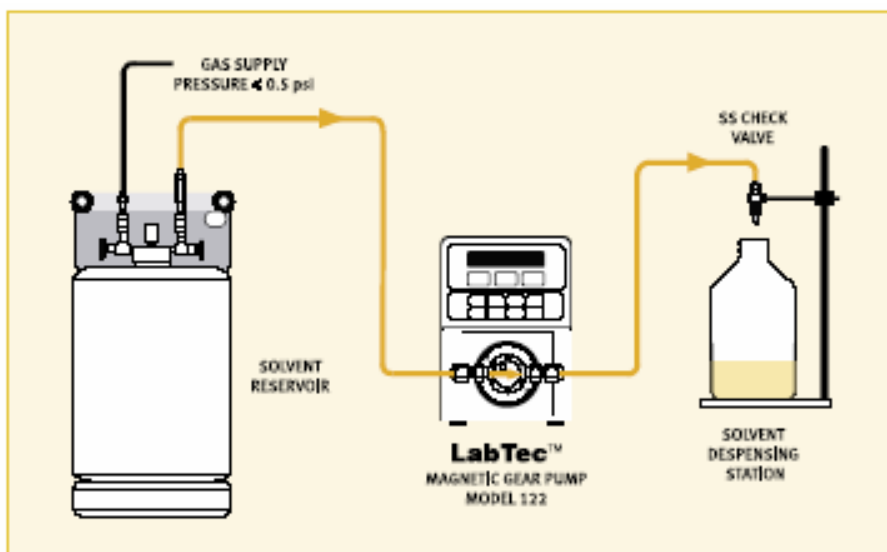 GAS SUPPLY
PRESSURE < 0.5 psi
SS CHECK
VALVE
SOLVENT
RESERVOIR
LabTec™
MAGNETIC GEAR PUMP
MODEL 122
SOLVENT
DESPENSING
STATION